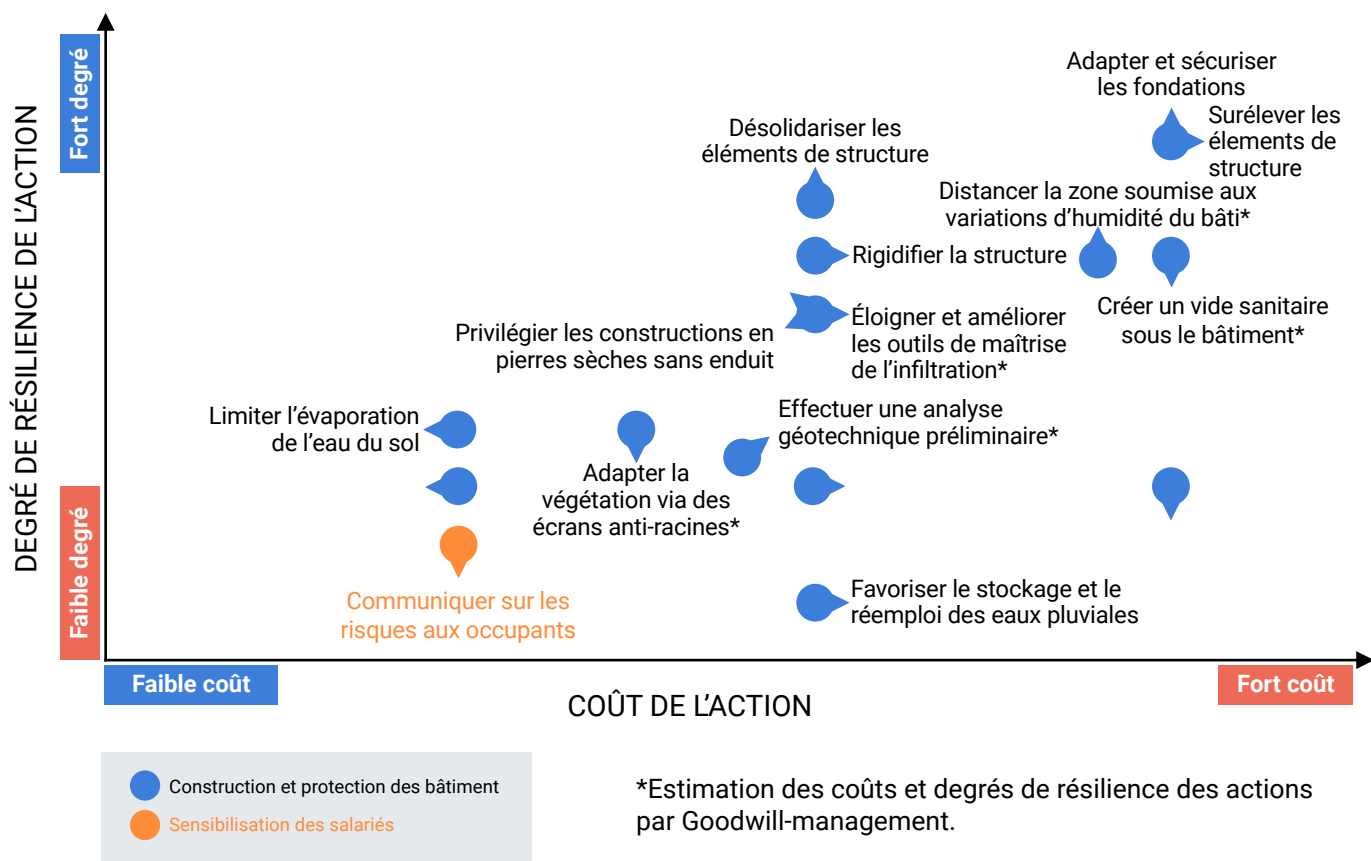 DEGRÉ DE RÉSILIENCE DE L'ACTION
Fort degré
Faible degré
Adapter et sécuriser
les fondations
Surélever les
élements de
structure
Désolidariser les
éléments de structure
Distancer la zone soumise aux
variations d'humidité du bâti*
Rigidifier la structure
Créer un vide sanitaire
sous le bâtiment*
Privilégier les constructions en
pierres sèches sans enduit
Éloigner et améliorer
les outils de maîtrise
de l'infiltration*
Limiter l'évaporation
de l'eau du sol
Effectuer une analyse
géotechnique préliminaire*
Adapter la
végétation via des
écrans anti-racines*
Communiquer sur les
risques aux occupants
Favoriser le stockage et le
réemploi des eaux pluviales
Faible coût
Fort coût
COÛT DE L'ACTION
Construction et protection des bâtiment
Sensibilisation des salariés
*Estimation des coûts et degrés de résilience des actions
par Goodwill-management.